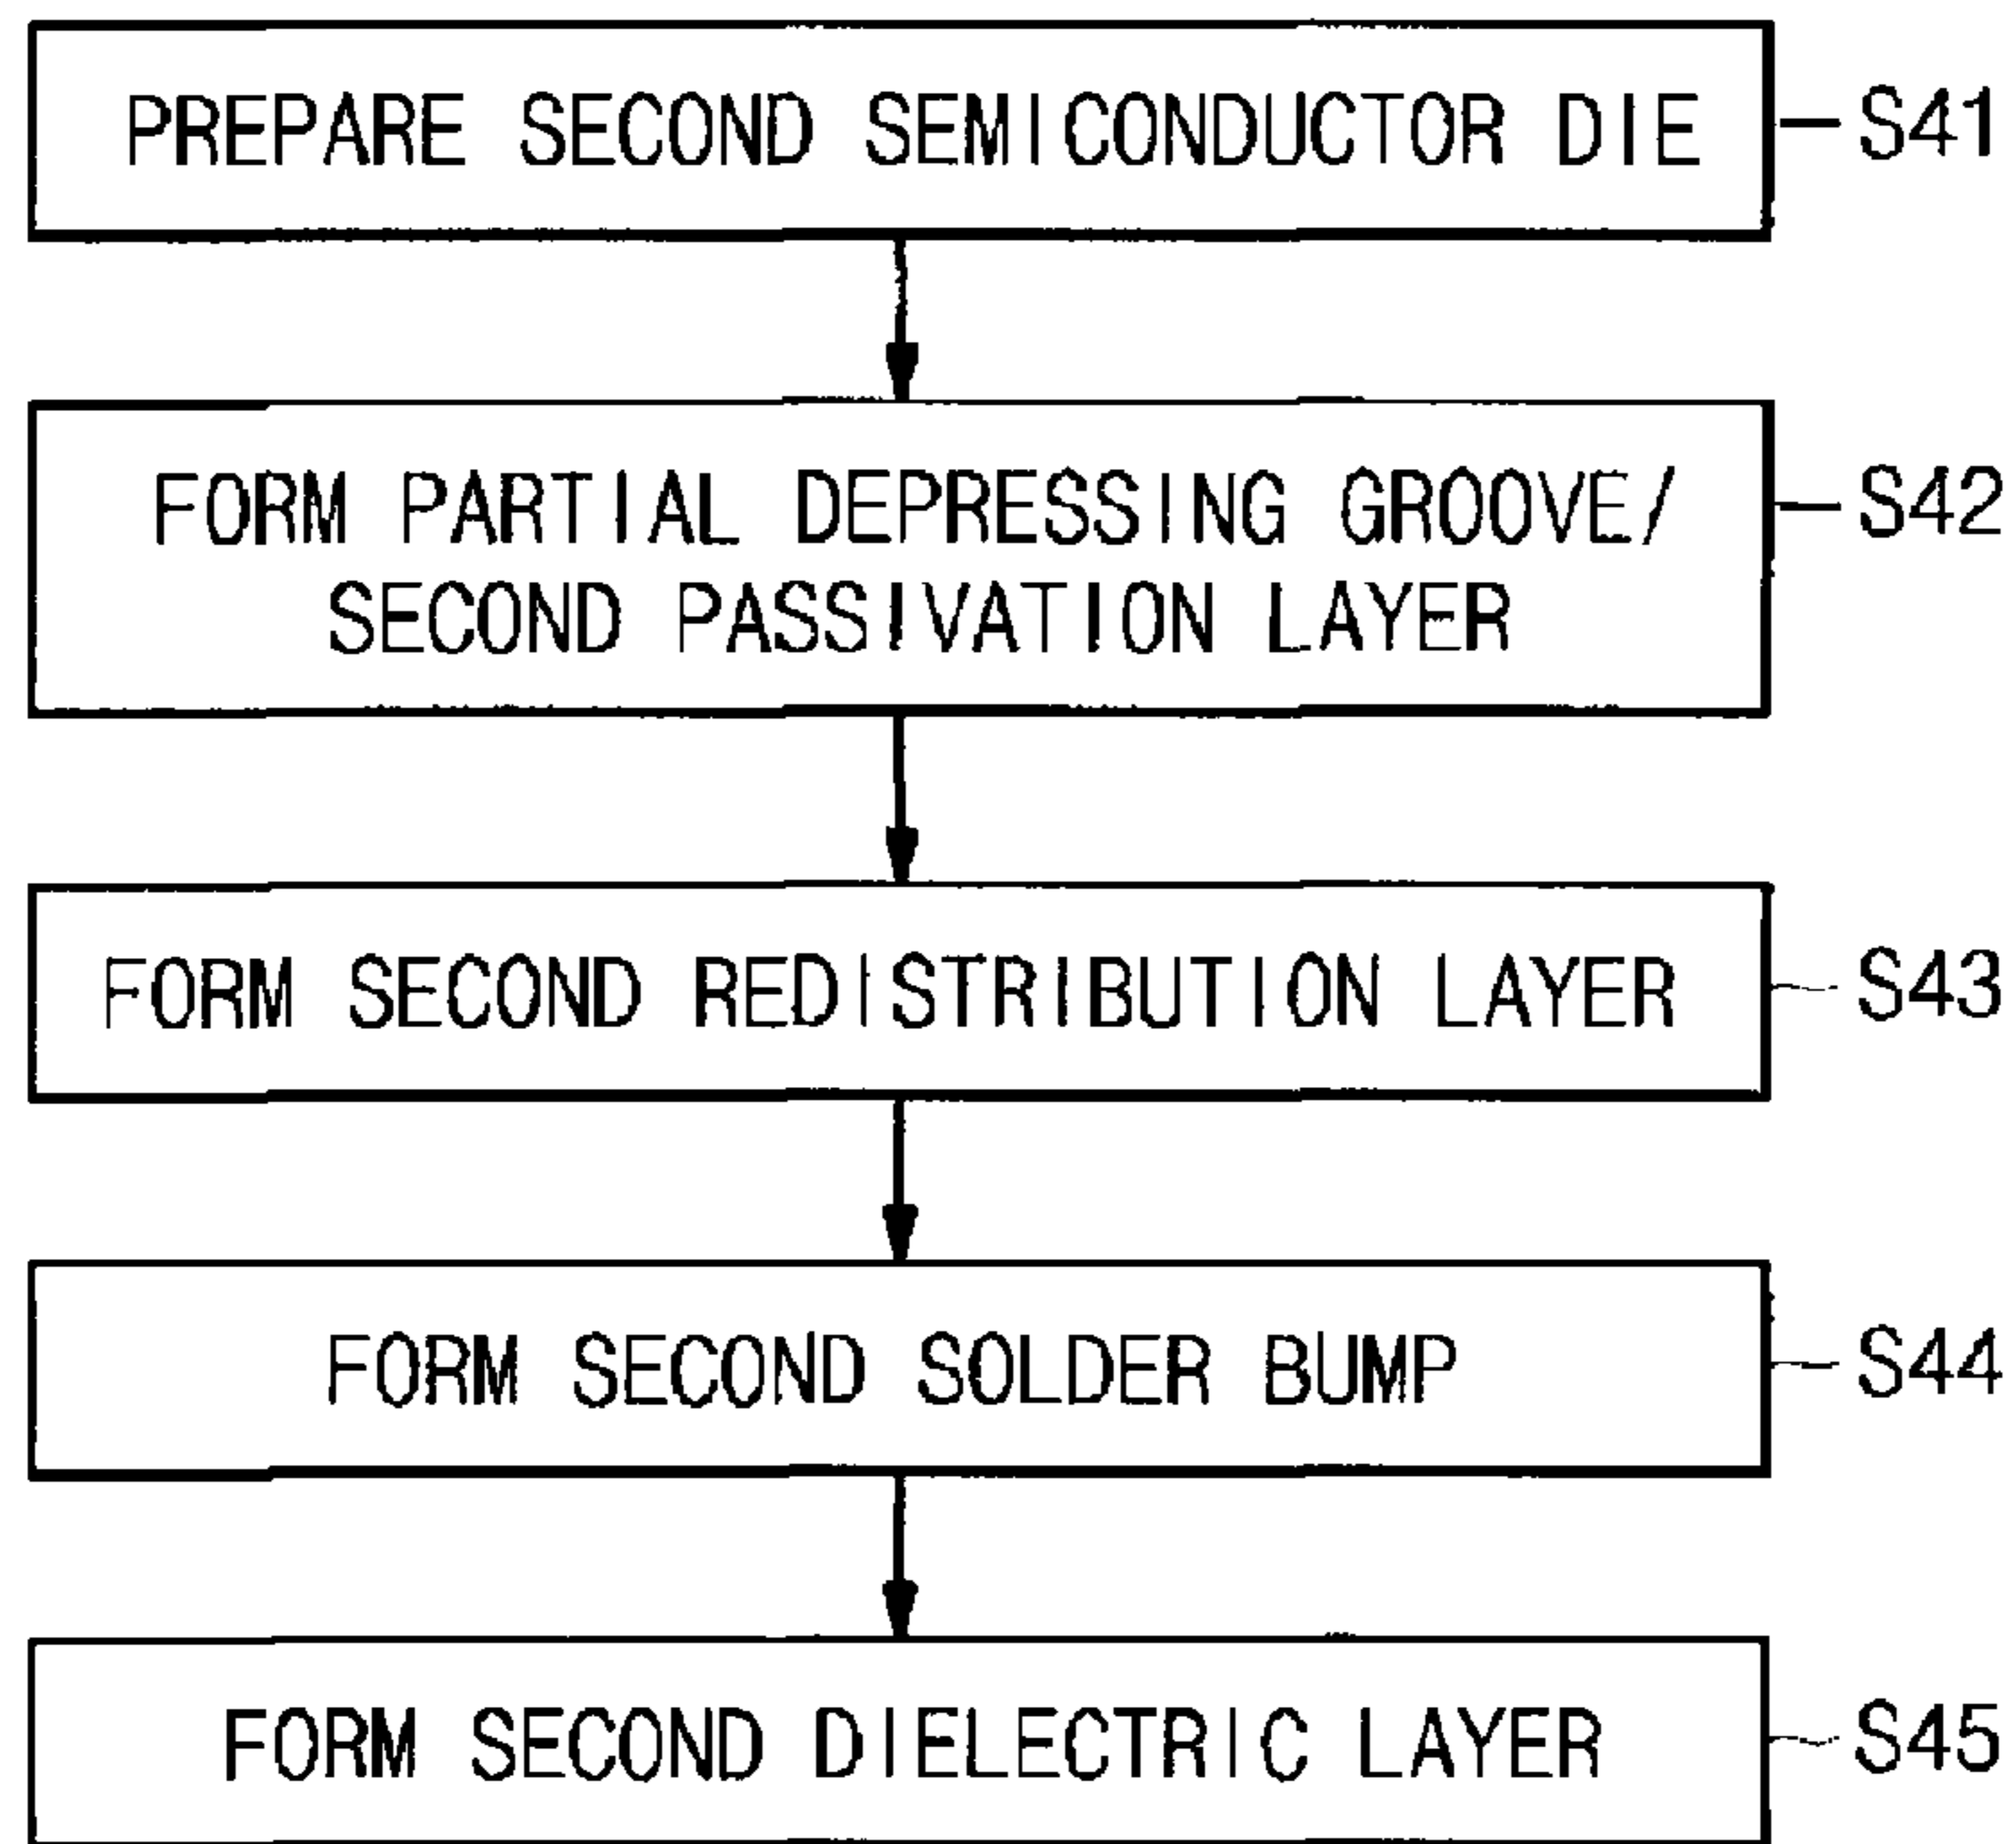 PREPARE SECOND SEMICONDUCTOR DIE
S41
FORM PARTIAL DEPRESSING GROOVE/
SECOND PASSIVATION LAYER
S42
FORM SECOND REDISTRIBUTION LAYER
S43
FORM SECOND SOLDER BUMP
S44
FORM SECOND DIELECTRIC LAYER
S45